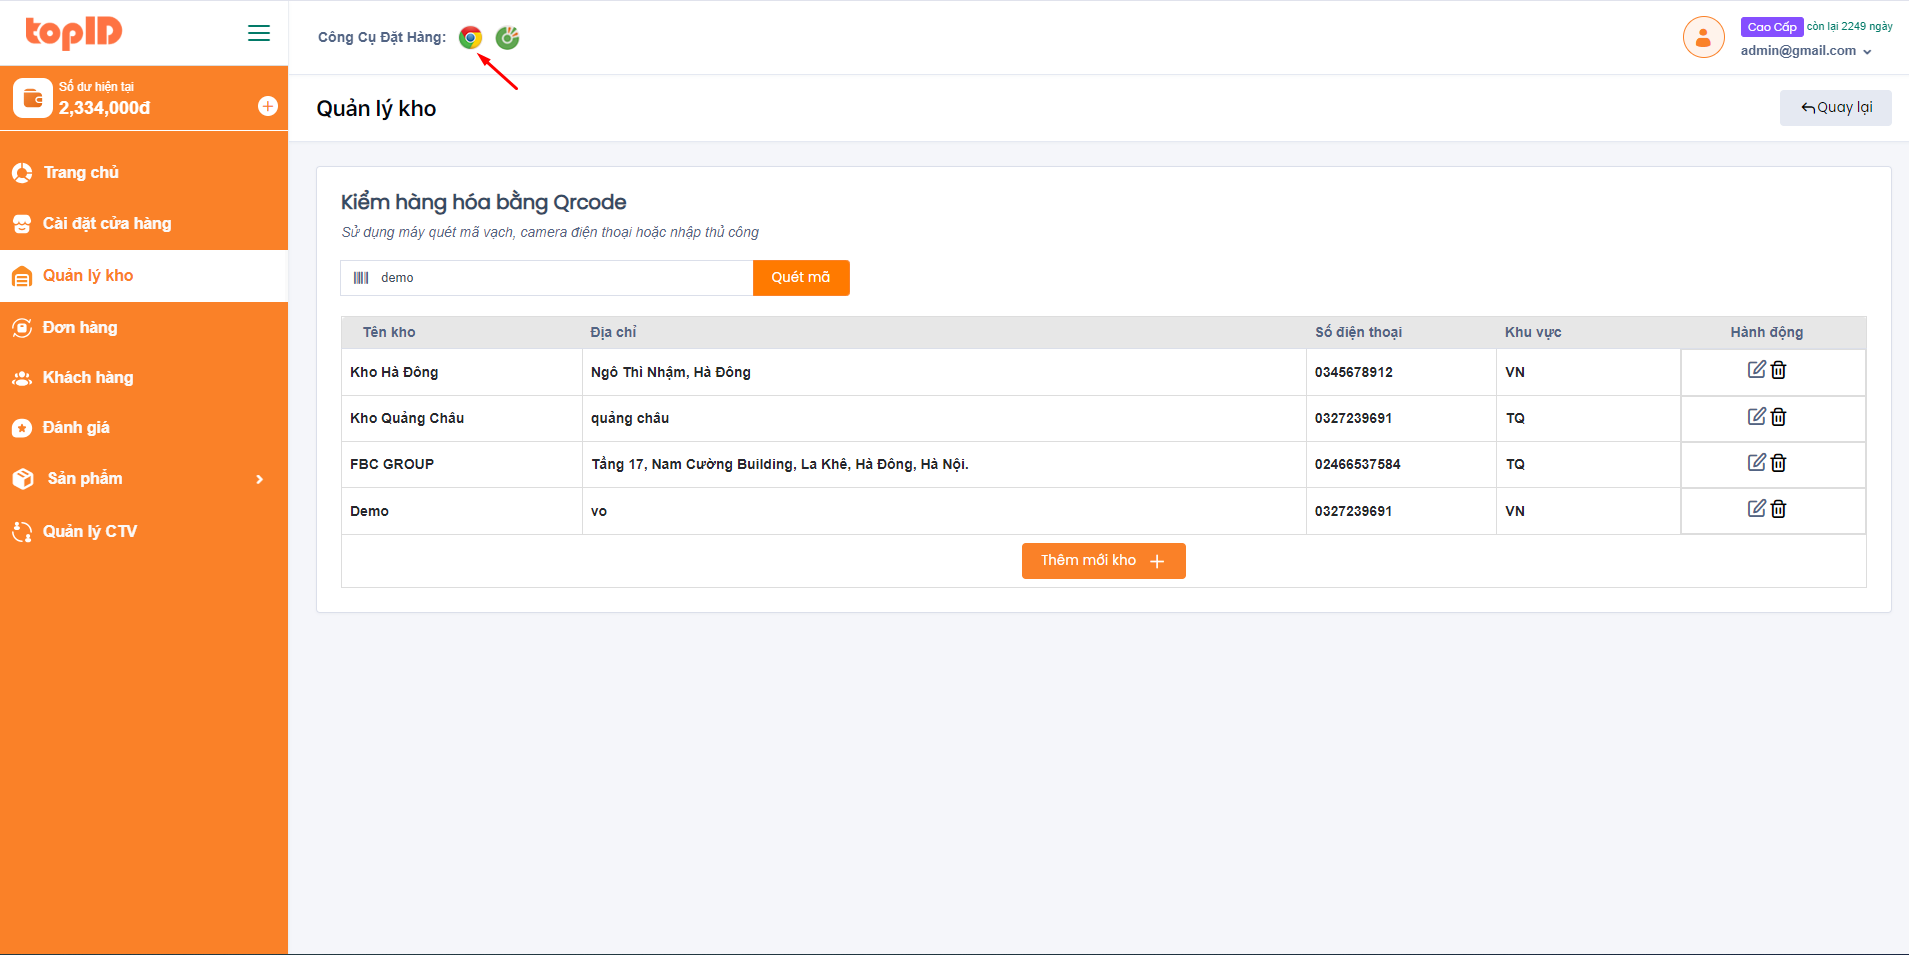 topID
Công Cụ Đặt Hàng:
Cao Cấp còn lại 2249 ngày
admin@gmail.com
Số dư hiện tại
2,334,000đ
Quản lý kho
Quay lại
Trang chủ
Cài đặt cửa hàng
Quản lý kho
Đơn hàng
Khách hàng
Đánh giá
Sản phẩm
Quản lý CTV
Kiểm hàng hóa bằng Qrcode
Sử dụng máy quét mã vạch, camera điện thoại hoặc nhập thủ công
demo
Quét mã
Tên kho Địa chỉ Số điện thoại Khu vực Hành động
Kho Hà Đông Ngô Thì Nhậm, Hà Đông 0345678912 VN
Kho Quảng Châu quảng châu 0327239691 TQ
FBC GROUP Tầng 17, Nam Cường Building, La Khê, Hà Đông, Hà Nội. 02466537584 TQ
Demo vo 0327239691 VN
Thêm mới kho